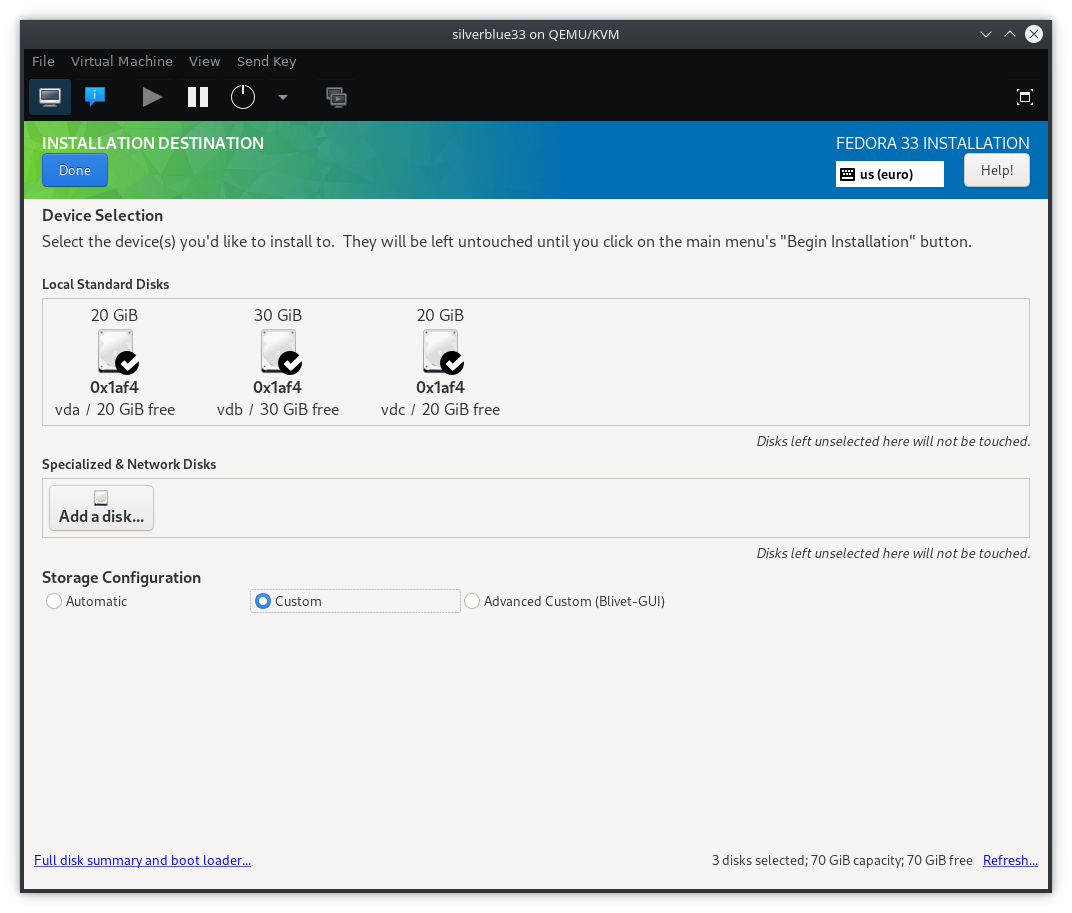 silverblue33 on QEMU/KVM
File Virtual Machine View Send Key
INSTALLATION DESTINATION
FEDORA 33 INSTALLATION
Done
us (euro)
Help!
Device Selection
Select the device(s) you'd like to install to.  They will be left untouched until you click on the main menu's "Begin Installation" button.
Local Standard Disks
20 GiB 30 GiB 20 GiB
0x1af4 0x1af4 0x1af4
vda / 20 GiB free vdb / 30 GiB free vdc / 20 GiB free
Disks left unselected here will not be touched.
Specialized & Network Disks
Add a disk...
Disks left unselected here will not be touched.
Storage Configuration
Automatic Custom Advanced Custom (Blivet-GUI)
Full disk summary and boot loader... 3 disks selected; 70 GiB capacity; 70 GiB free Refresh...